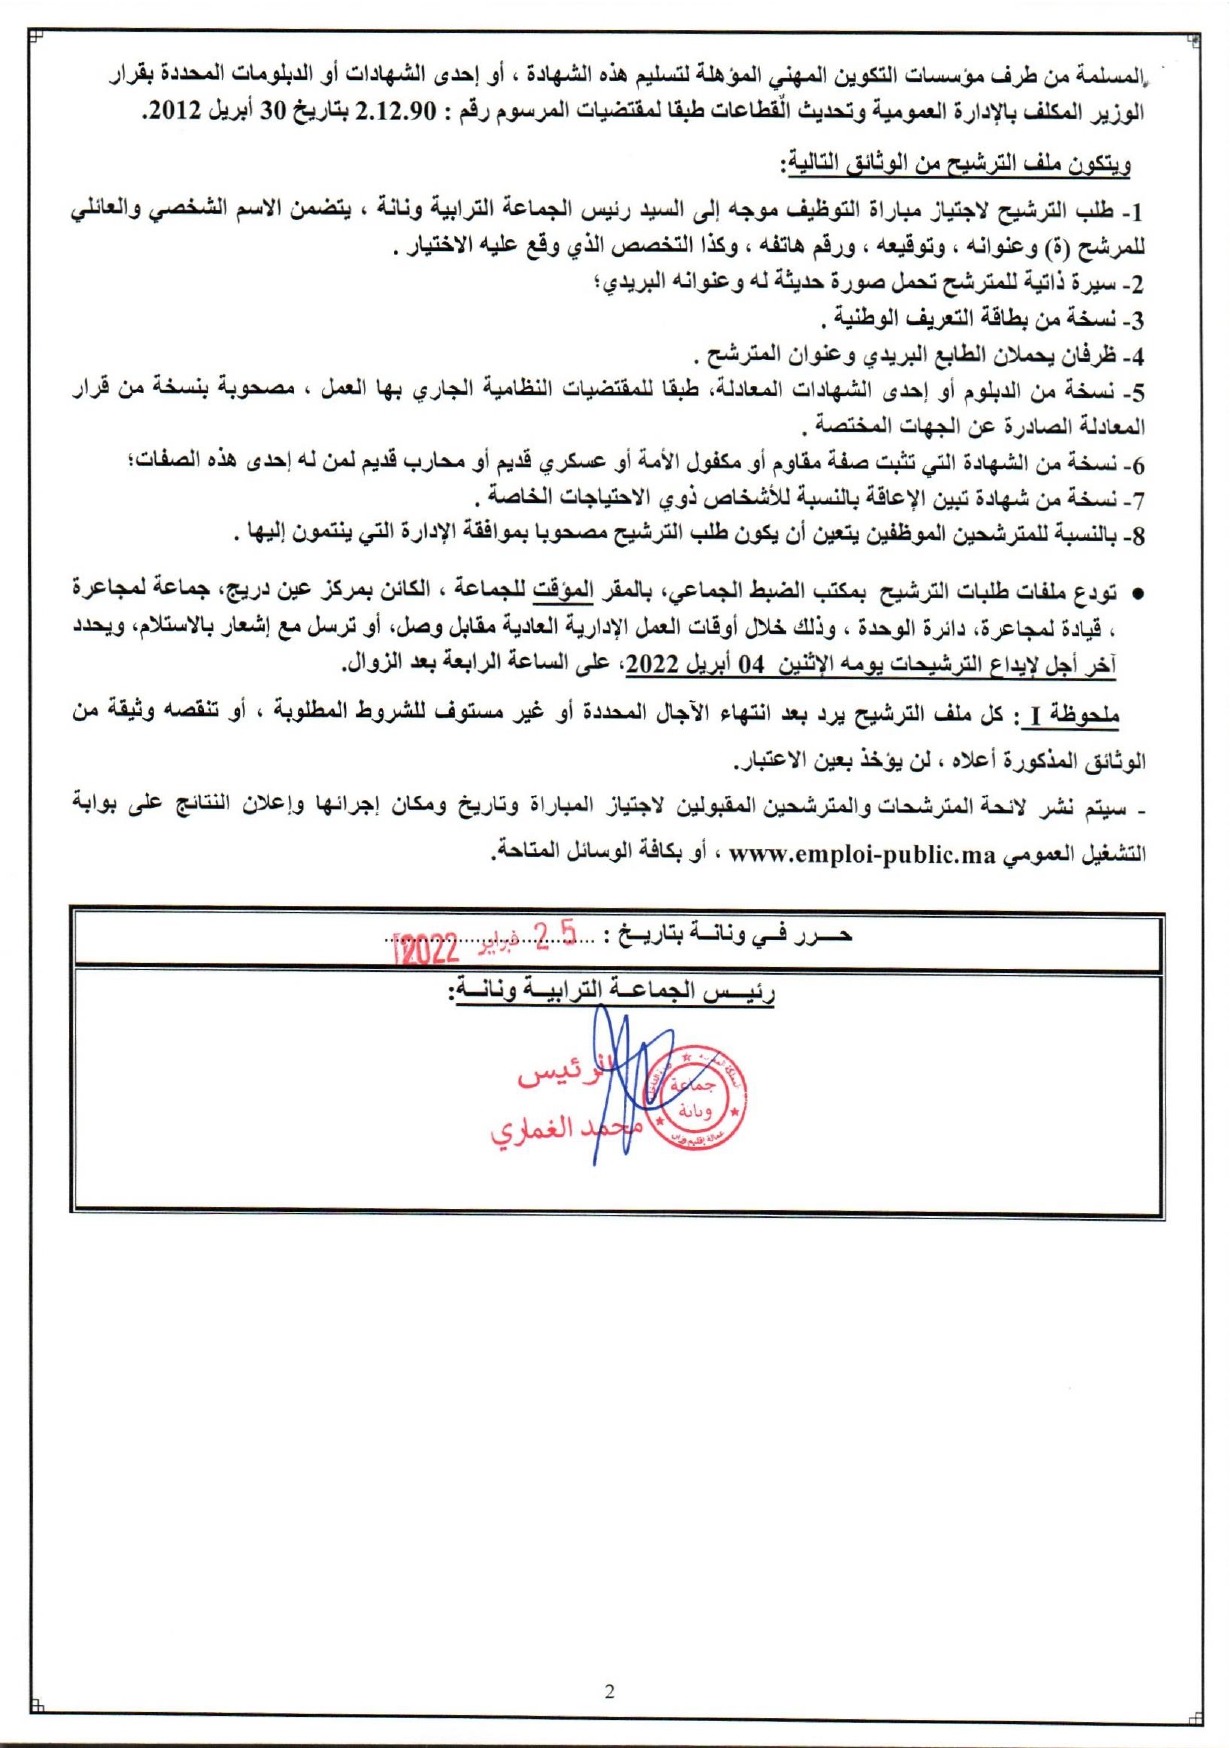 المسلمة من طرف مؤسسات التكوين المهني المؤهلة لتسليم هذه الشهادة ، أو إحدى الشهادات أو الدبلومات المحددة بقرار
الوزير المكلف بالإدارة العمومية وتحديث القطاعات طبقا لمقتضيات المرسوم رقم : 2.12.90 بتاريخ 30 أبريل 2012.
ويتكون ملف الترشيح من الوثائق التالية:
1- طلب الترشيح لاجتياز مباراة التوظيف موجه إلى السيد رئيس الجماعة الترابية ونانة ، يتضمن الاسم الشخصي والعائلي
للمرشح (ة) وعنوانه ، وتوقيعه ، ورقم هاتفه ، وكذا التخصص الذي وقع عليه الاختيار .
2- سيرة ذاتية للمترشح تحمل صورة حديثة له وعنوانه البريدي؛
3- نسخة من بطاقة التعريف الوطنية .
4- ظرفان يحملان الطابع البريدي وعنوان المترشح .
5- نسخة من الدبلوم أو إحدى الشهادات المعادلة، طبقا للمقتضيات النظامية الجاري بها العمل ، مصحوبة بنسخة من قرار
المعادلة الصادرة عن الجهات المختصة .
6- نسخة من الشهادة التي تثبت صفة مقاوم أو مكفول الأمة أو عسكري قديم أو محارب قديم لمن له إحدى هذه الصفات؛
7- نسخة من شهادة تبين الإعاقة بالنسبة للأشخاص ذوي الاحتياجات الخاصة .
8- بالنسبة للمترشحين الموظفين يتعين أن يكون طلب الترشيح مصحوبا بموافقة الإدارة التي ينتمون إليها .
• تودع ملفات طلبات الترشيح بمكتب الضبط الجماعي، بالمقر المؤقت للجماعة ، الكائن بمركز عين دريج، جماعة لمجاعرة
، قيادة لمجاعرة، دائرة الوحدة ، وذلك خلال أوقات العمل الإدارية العادية مقابل وصل، أو ترسل مع إشعار بالاستلام، ويحدد
آخر أجل لإيداع الترشيحات يومه الإثنين 04 أبريل 2022، على الساعة الرابعة بعد الزوال.
ملحوظة I : كل ملف الترشيح يرد بعد انتهاء الآجال المحددة أو غير مستوف للشروط المطلوبة ، أو تنقصه وثيقة من
الوثائق المذكورة أعلاه ، لن يؤخذ بعين الاعتبار.
- سيتم نشر لائحة المترشحات والمترشحين المقبولين لاجتياز المباراة وتاريخ ومكان إجرائها وإعلان النتائج على بوابة
التشغيل العمومي www.emploi-public.ma ، أو بكافة الوسائل المتاحة.
حـــرر فـي ونانــة بتاريــخ : 25 فبراير 2022
رئيـــس الجماعــة الترابيــة ونانــة:
الرئيس
محمد الغماري
جماعة
ونانة
2